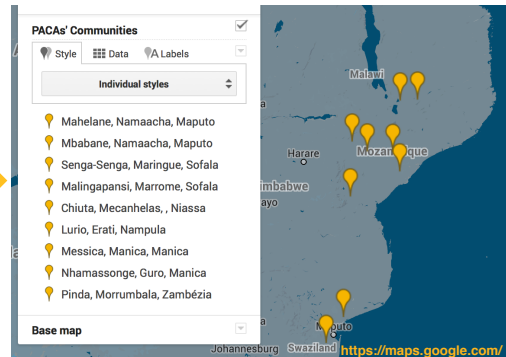 PACAs' Communities
Style Data Labels
Individual styles
Mahelane, Namaacha, Maputo
Mbabane, Namaacha, Maputo
Senga-Senga, Maringue, Sofala
Malingapansi, Marrome, Sofala
Chiuta, Mecanhelas, , Niassa
Lurio, Erati, Nampula
Messica, Manica, Manica
Nhamassonge, Guro, Manica
Pinda, Morrumbala, Zambézia
Base map
Malawi
Harare
Mozambique
imbabwe
ayo
Maputo
Johannesburg Swaziland
https://maps.google.com/